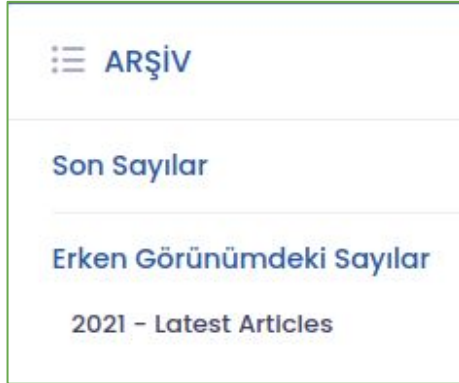 ARŞİV
Son Sayılar
Erken Görünümdeki Sayılar
2021 - Latest Articles